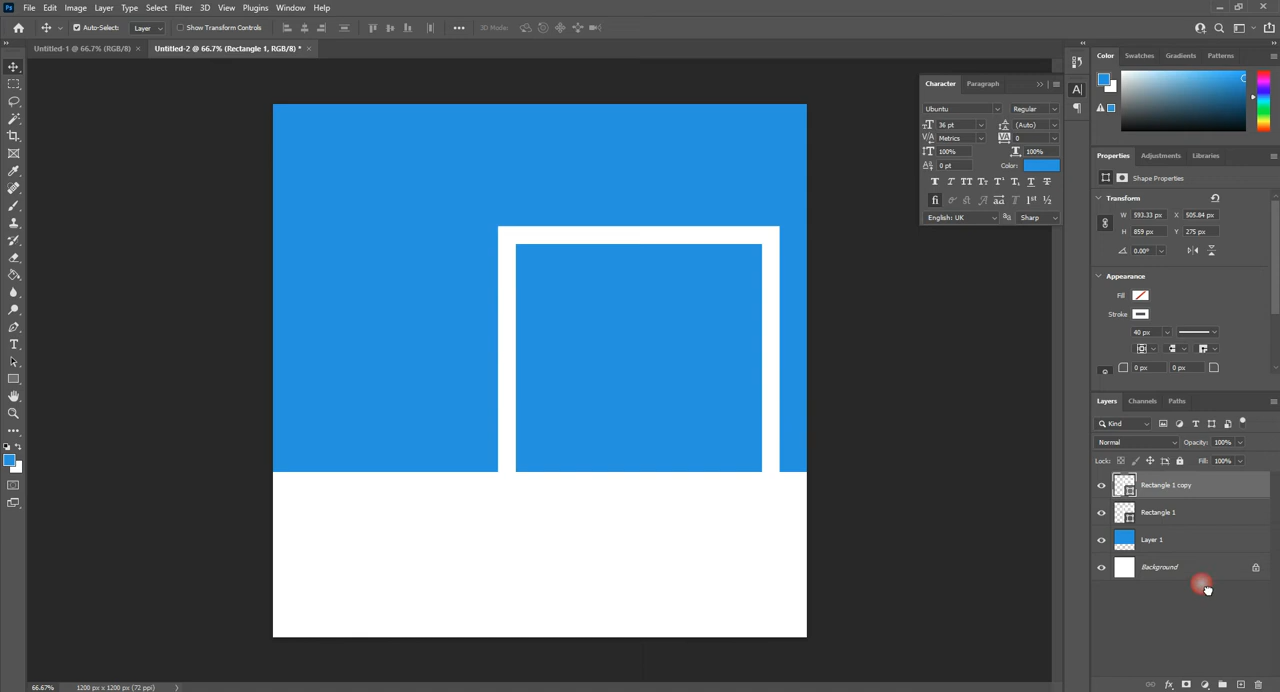 Ps File Edit Image Layer Type Select Filter 3D View Plugins Window Help
Auto-Select: Layer Show Transform Controls 3D Mode:
Untitled-1 @ 66.7% (RGB/8) × Untitled-2 @ 66.7% (Rectangle 1, RGB/8) * ×
Color Swatches Gradients Patterns
Character Paragraph
Ubuntu Regular
36 pt (Auto)
Metrics 0
100% 100%
0 pt Color:
English: UK Sharp
Properties Adjustments Libraries
Shape Properties
Transform
W 593.33 px X 505.84 px
H 859 px Y 275 px
0.00°
Appearance
Fill
Stroke
40 px
0 px 0 px
Layers Channels Paths
Kind
Normal Opacity: 100%
Lock: Fill: 100%
Rectangle 1 copy
Rectangle 1
Layer 1
Background
66.67% 1200 px x 1200 px (72 ppi)